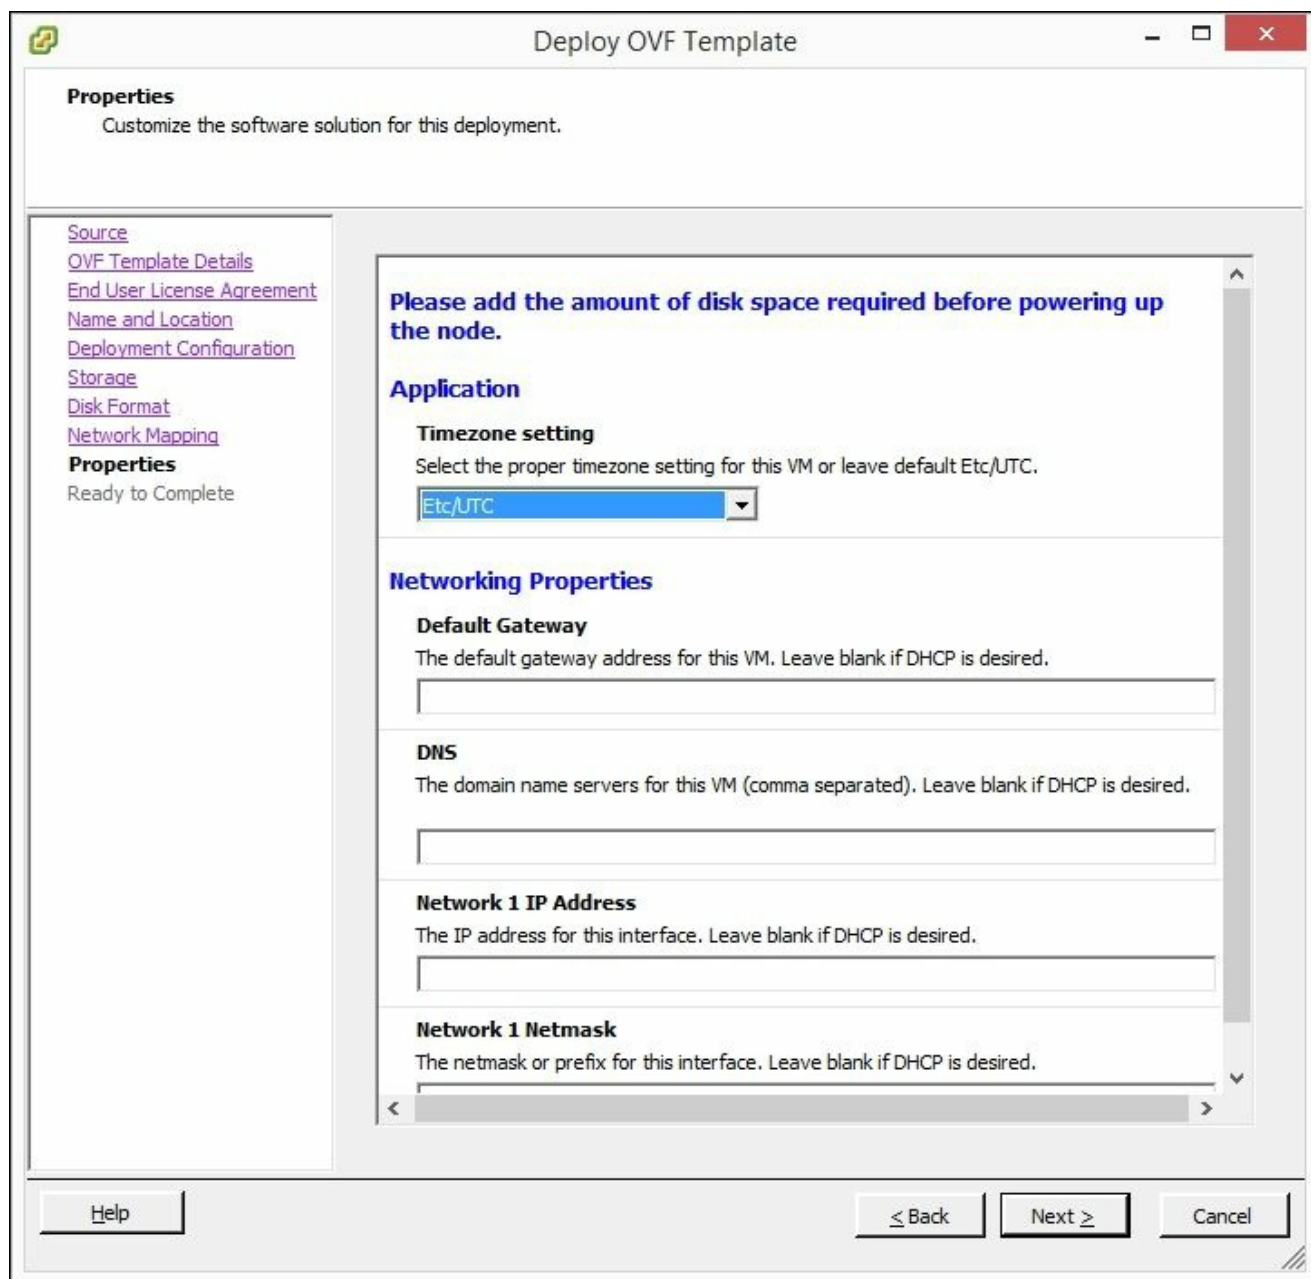 Deploy OVF Template
Properties
Customize the software solution for this deployment.
Source
OVF Template Details
End User License Agreement
Name and Location
Deployment Configuration
Storage
Disk Format
Network Mapping
Properties
Ready to Complete
Please add the amount of disk space required before powering up
the node.
Application
Timezone setting
Select the proper timezone setting for this VM or leave default Etc/UTC.
Etc/UTC
Networking Properties
Default Gateway
The default gateway address for this VM. Leave blank if DHCP is desired.
DNS
The domain name servers for this VM (comma separated). Leave blank if DHCP is desired.
Network 1 IP Address
The IP address for this interface. Leave blank if DHCP is desired.
Network 1 Netmask
The netmask or prefix for this interface. Leave blank if DHCP is desired.
Help
< Back
Next >
Cancel